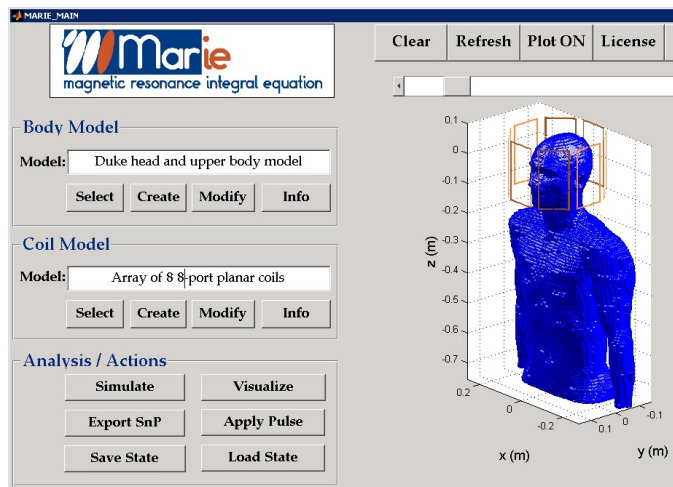 MARIE_MAIN
Marie
magnetic resonance integral equation
Clear Refresh Plot ON License
Body Model
Model: Duke head and upper body model
Select Create Modify Info
Coil Model
Model: Array of 8 8-port planar coils
Select Create Modify Info
Analysis / Actions
Simulate Visualize
Export SnP Apply Pulse
Save State Load State
0.1
0
-0.1
-0.2
-0.3
-0.4
-0.5
-0.6
-0.7
z (m)
0.2
0
-0.2
x (m)
0.1
0
-0.1
y (m)